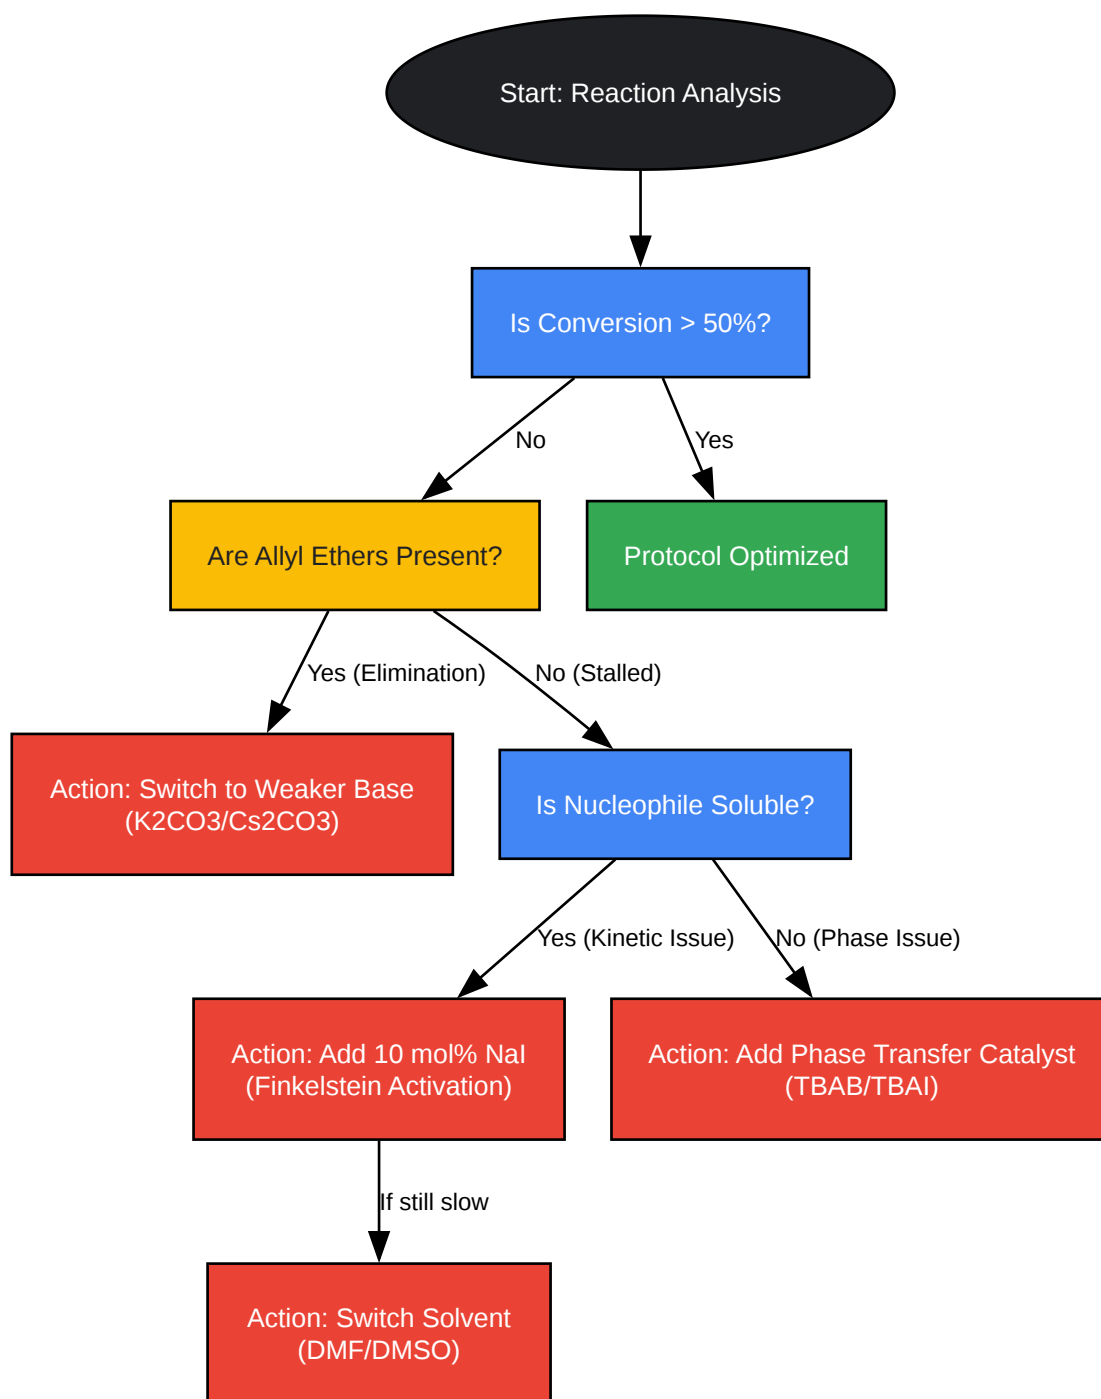 Start: Reaction Analysis
Is Conversion > 50%?
No
Yes
Are Allyl Ethers Present?
Protocol Optimized
Yes (Elimination)
No (Stalled)
Action: Switch to Weaker Base
(K2CO3/Cs2CO3)
Is Nucleophile Soluble?
Yes (Kinetic Issue)
No (Phase Issue)
Action: Add 10 mol% NaI
(Finkelstein Activation)
Action: Add Phase Transfer Catalyst
(TBAB/TBAI)
If still slow
Action: Switch Solvent
(DMF/DMSO)